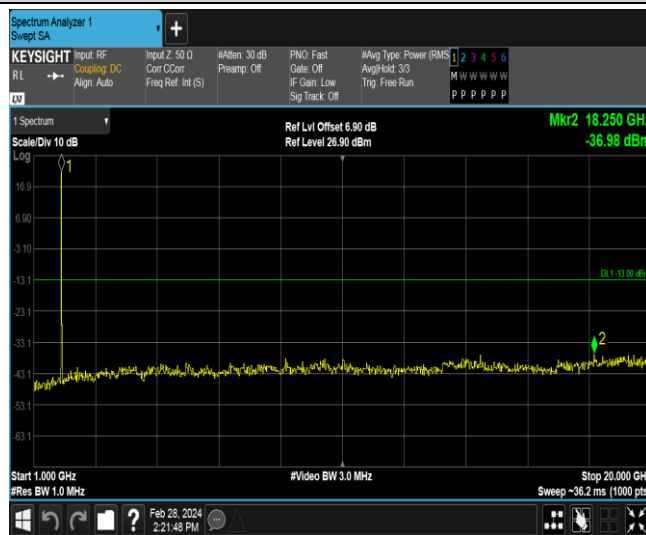 Spectrum Analyzer 1
Swept SA
+
KEYSIGHT Input: RF Input Z: 50 Ω #Atten: 30 dB PNO: Fast #Avg Type: Power (RMS 1 2 3 4 5 6
RL Coupling: DC Corr CCorr Preamp: Off Gate: Off Avg|Hold: 3/3 M W W W W W
Align: Auto Freq Ref: Int (S) IF Gain: Low Trig: Free Run
Sig Track: Off P P P P P P
LXI
1 Spectrum Ref Lvl Offset 6.90 dB Mkr2 18.250 GHz
Scale/Div 10 dB Ref Level 26.90 dBm -36.98 dBm
Log
1
16.9
6.90
-3.10
-13.1 DL1 -13.00 dBm
-23.1
-33.1 2
-43.1
-53.1
-63.1
Start 1.000 GHz #Video BW 3.0 MHz Stop 20.000 GHz
#Res BW 1.0 MHz Sweep ~36.2 ms (1000 pts
? Feb 28, 2024
2:21:48 PM